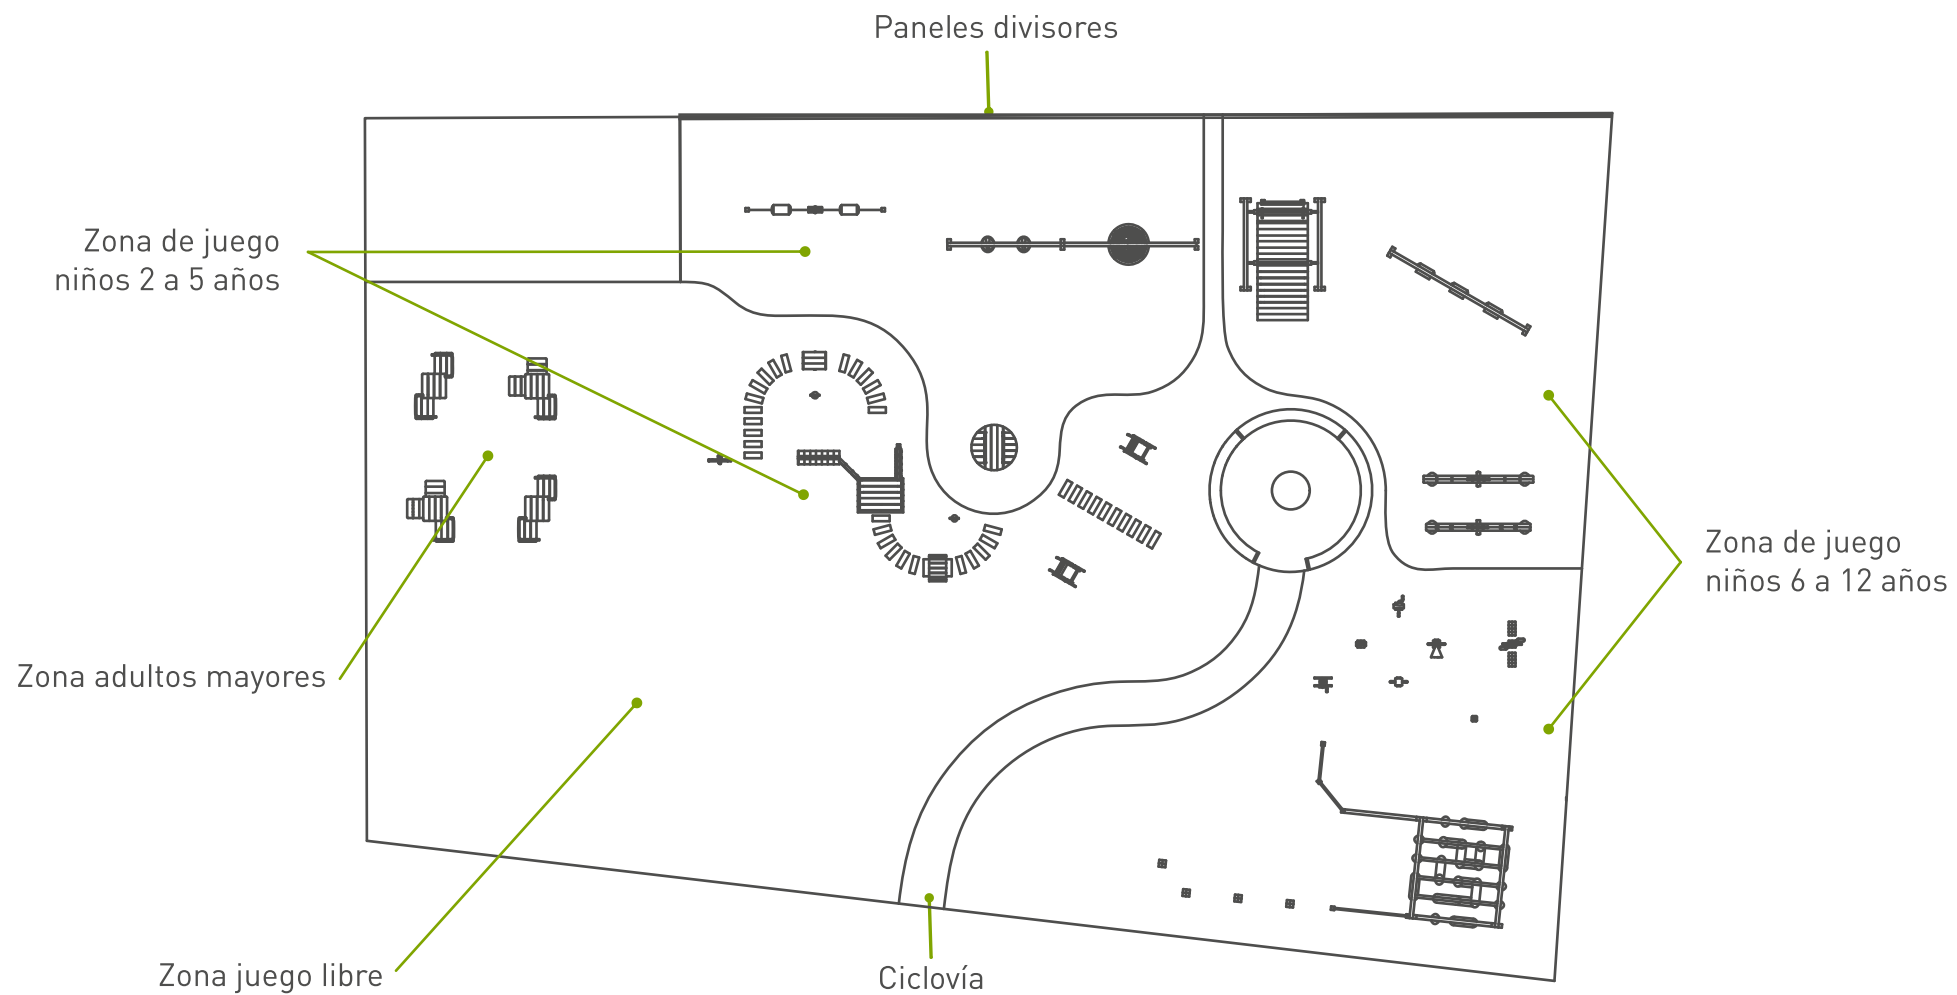 Paneles divisores
Zona de juego
niños 2 a 5 años
Zona de juego
niños 6 a 12 años
Zona adultos mayores
Zona juego libre
Ciclovía